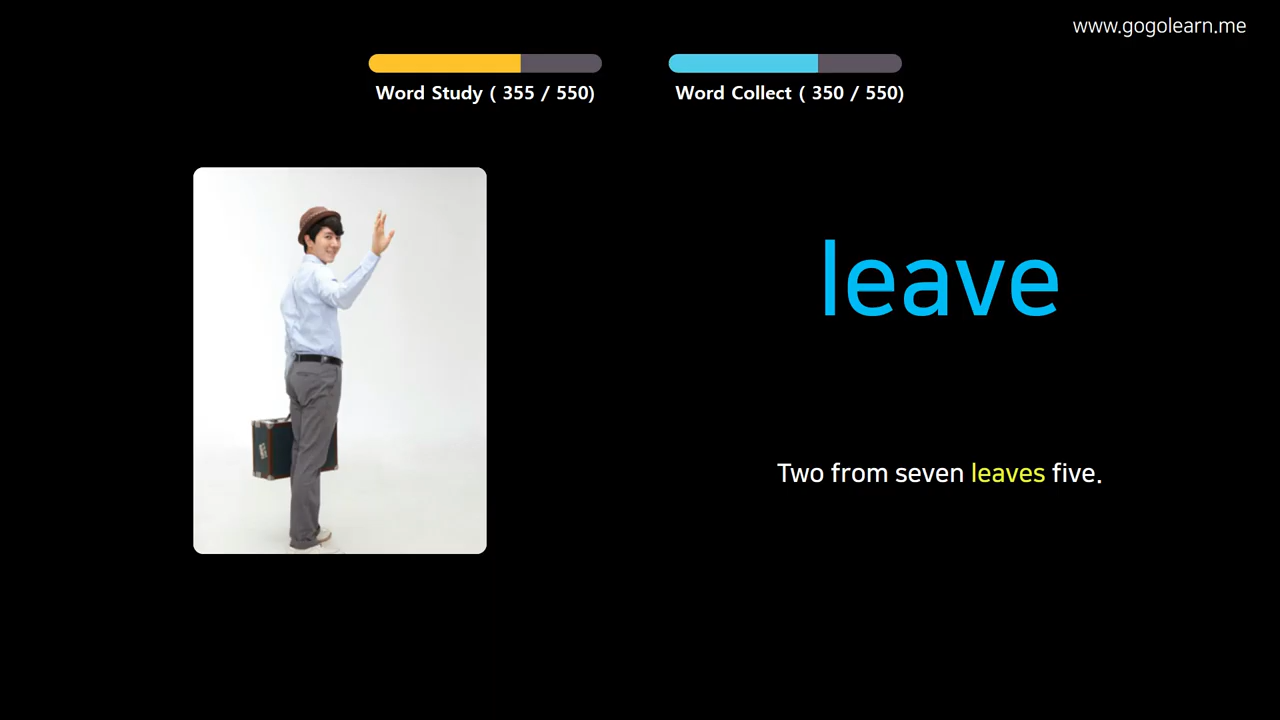 www.gogolearn.me
Word Study ( 355 / 550)
Word Collect ( 350 / 550)
leave
Two from seven leaves five.